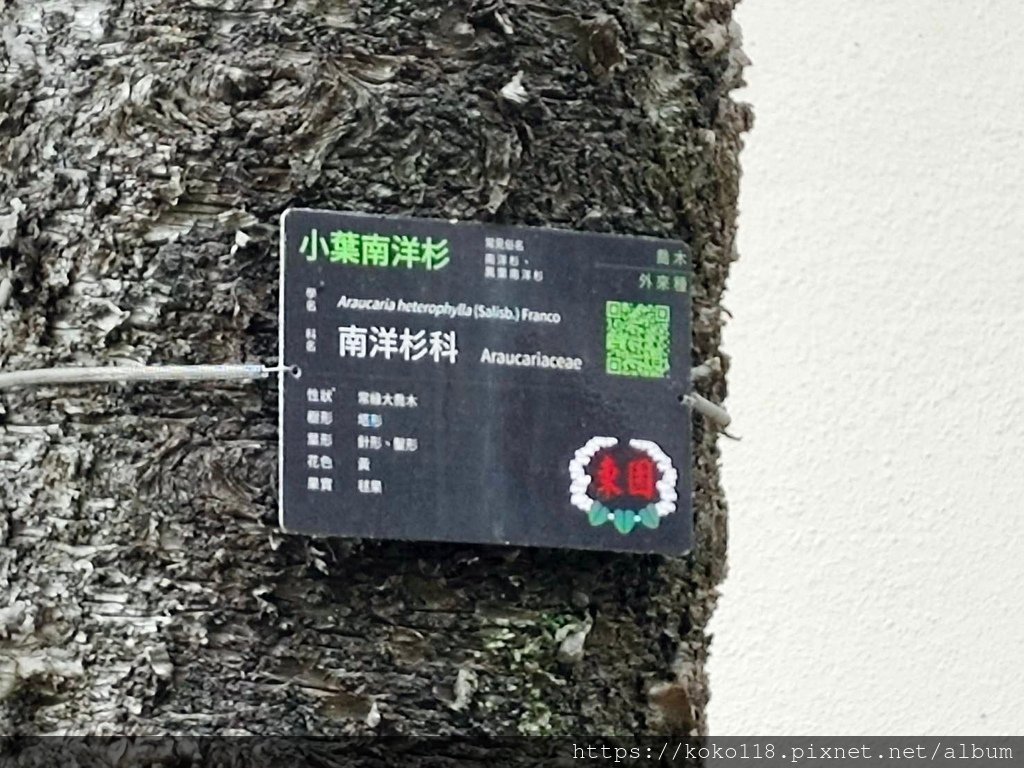 小葉南洋杉
常見俗名
南洋杉、
異葉南洋杉
喬木
外來種
學名 Araucaria heterophylla (Salisb.) Franco
科名 南洋杉科 Araucariaceae
性狀 常綠大喬木
樹形 塔形
葉形 針形、鑿形
花色 黃
果實 毬果
東園
https://koko118.pixnet.net/album